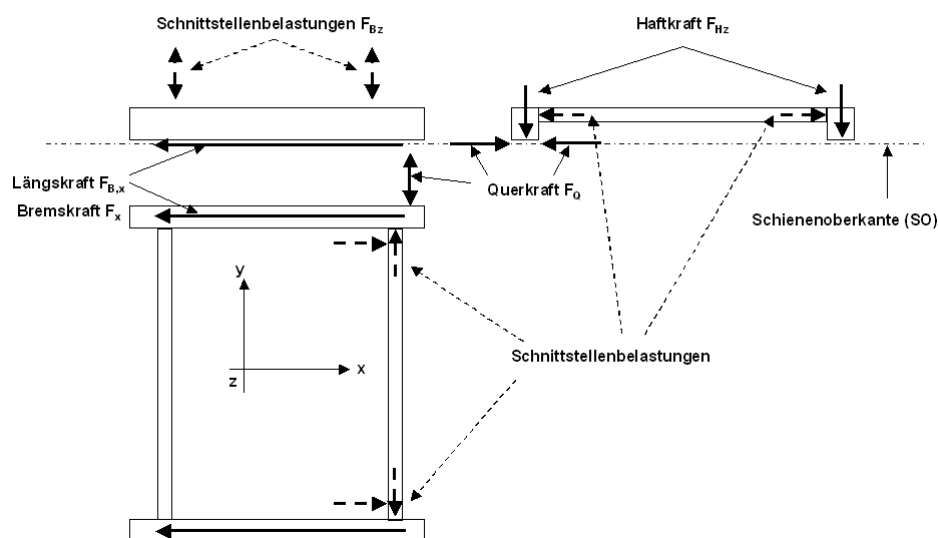 Schnittstellenbelastungen F_Bz
Haftkraft F_Hz
Längskraft F_B,x
Bremskraft F_x
Querkraft F_Q
Schienenoberkante (SO)
y
z
x
Schnittstellenbelastungen